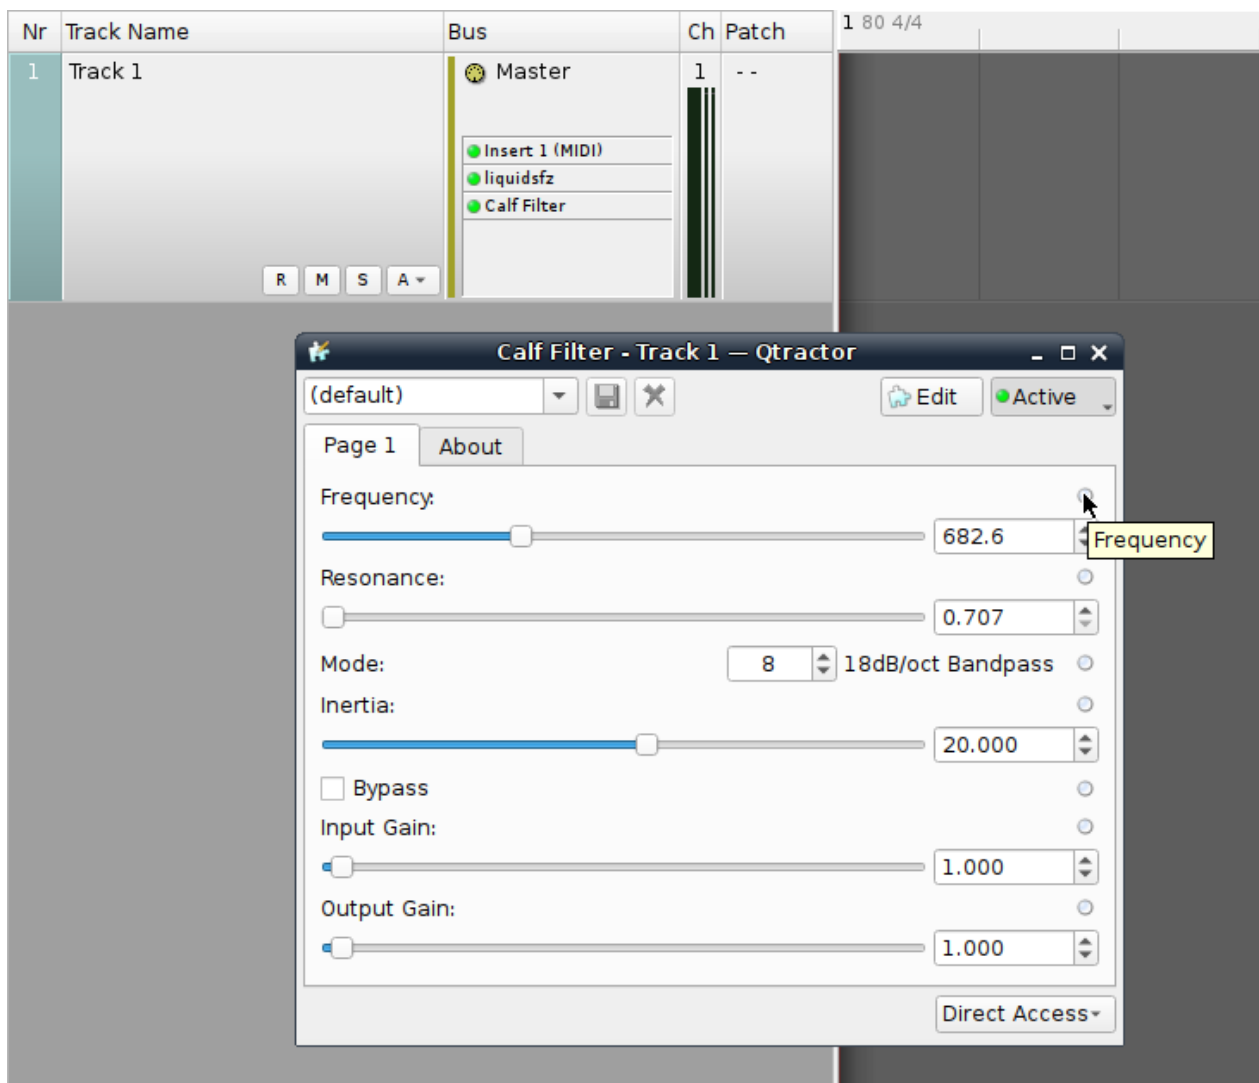 Nr Track Name Bus Ch Patch 1 80 4/4
1 Track 1 Master 1 - -
Insert 1 (MIDI)
liquidsfz
Calf Filter
R M S A
Calf Filter - Track 1 — Qtractor
(default) Edit Active
Page 1 About
Frequency:
682.6
Frequency
Resonance:
0.707
Mode: 8 18dB/oct Bandpass
Inertia:
20.000
Bypass
Input Gain:
1.000
Output Gain:
1.000
Direct Access